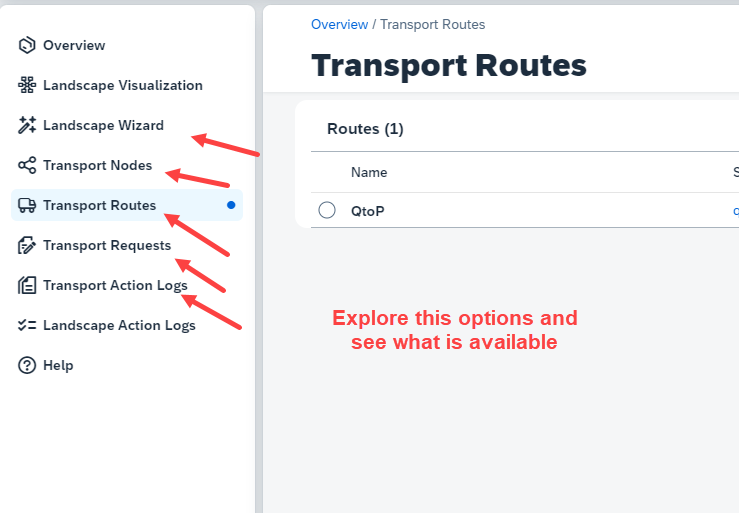 Overview
Landscape Visualization
Landscape Wizard
Transport Nodes
Transport Routes
Transport Requests
Transport Action Logs
Landscape Action Logs
Help
Overview / Transport Routes
Transport Routes
Routes (1)
Name
QtoP
Explore this options and
see what is available